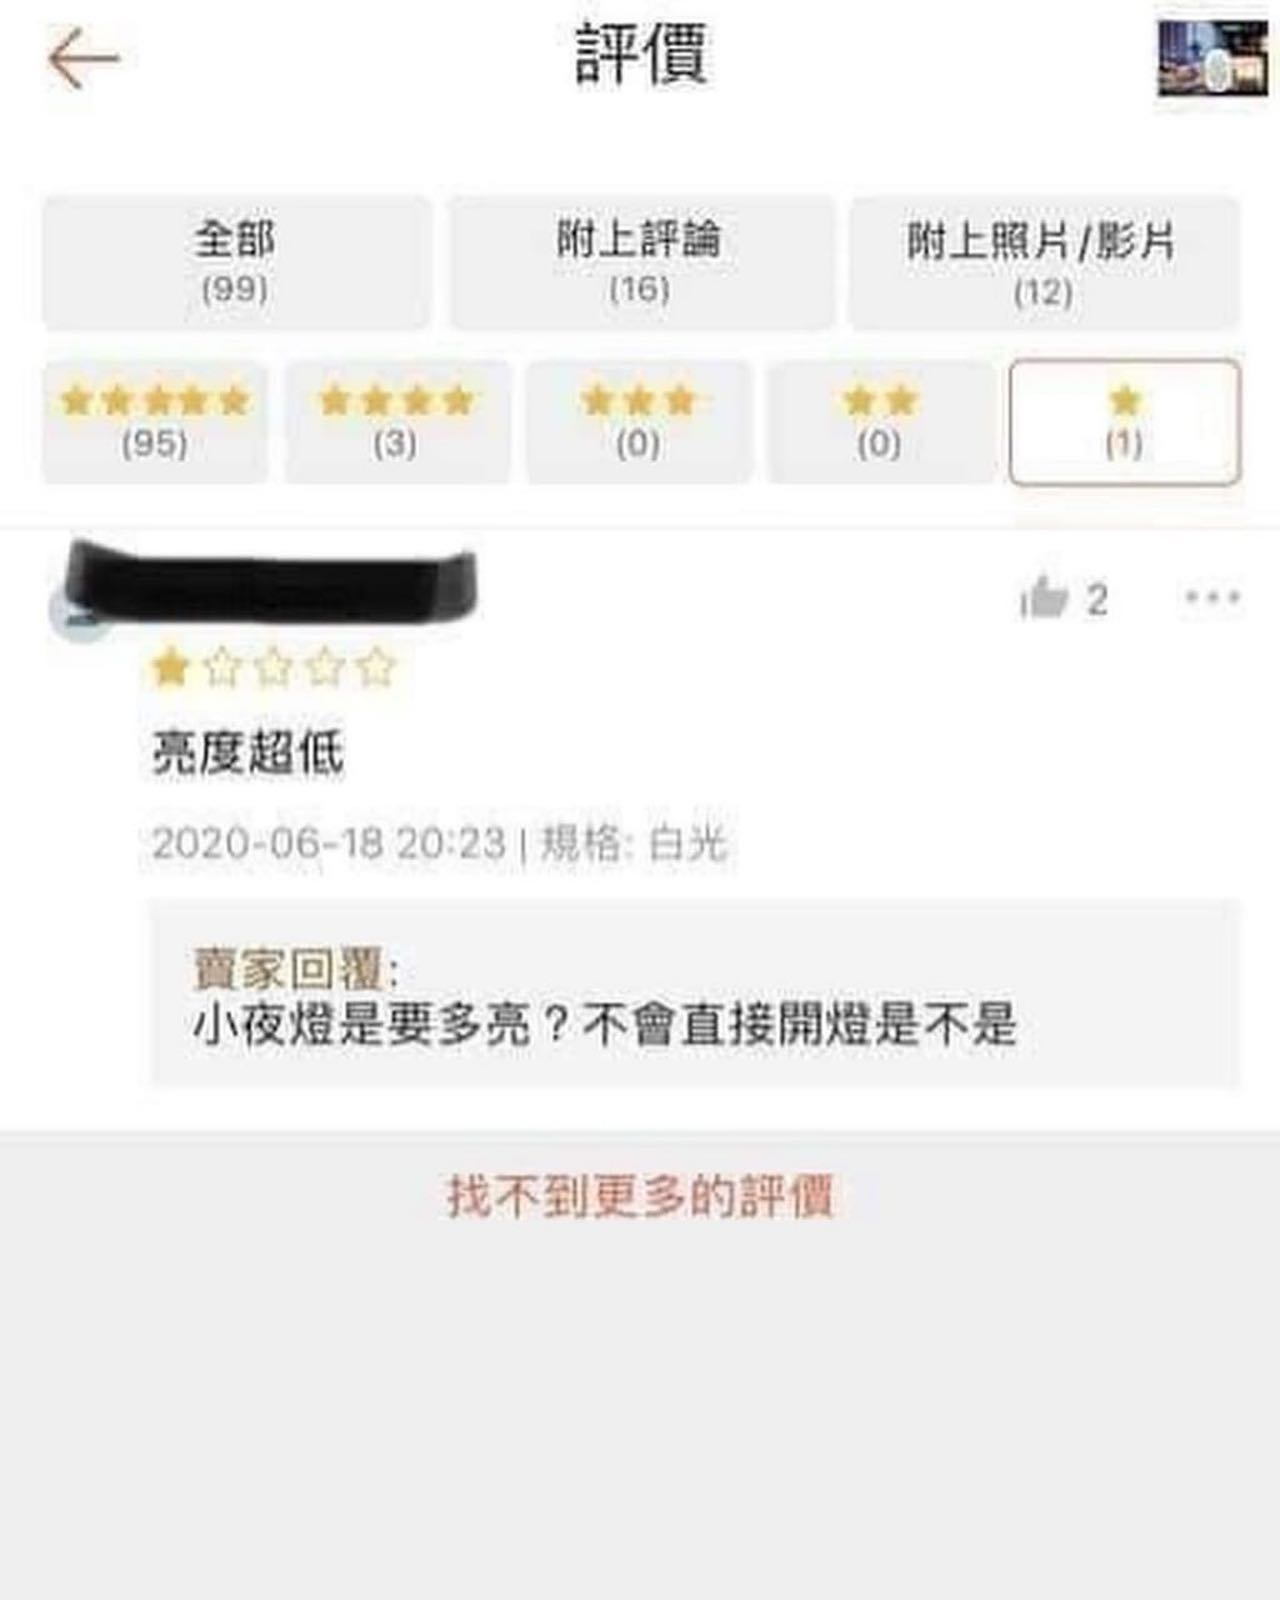 評價
全部
(99)
附上評論
(16)
附上照片/影片
(12)
(95)
(3)
(0)
(0)
(1)
2
亮度超低
2020-06-18 20:23 | 規格: 白光
賣家回覆:
小夜燈是要多亮？不會直接開燈是不是
找不到更多的評價